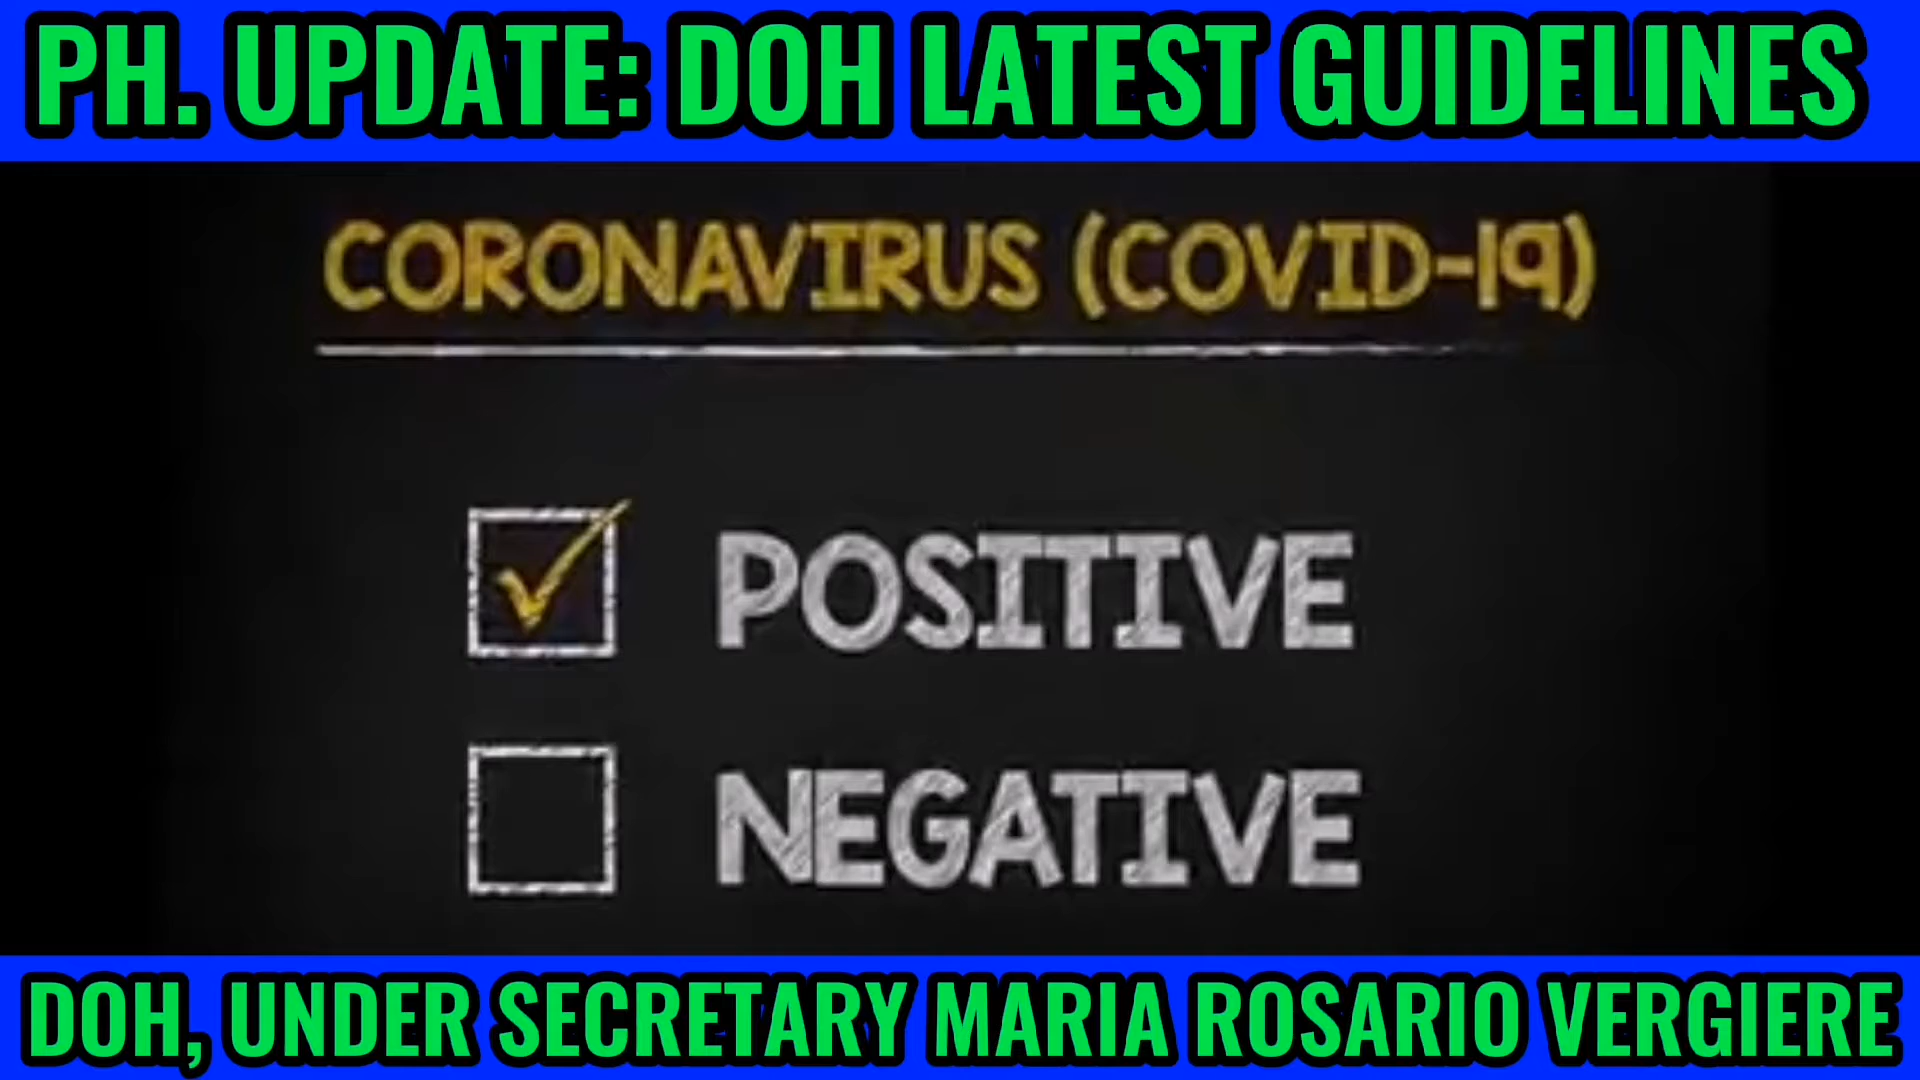 PH. UPDATE: DOH LATEST GUIDELINES
CORONAVIRUS (COVID-19)
POSITIVE
NEGATIVE
DOH, UNDER SECRETARY MARIA ROSARIO VERGIERE